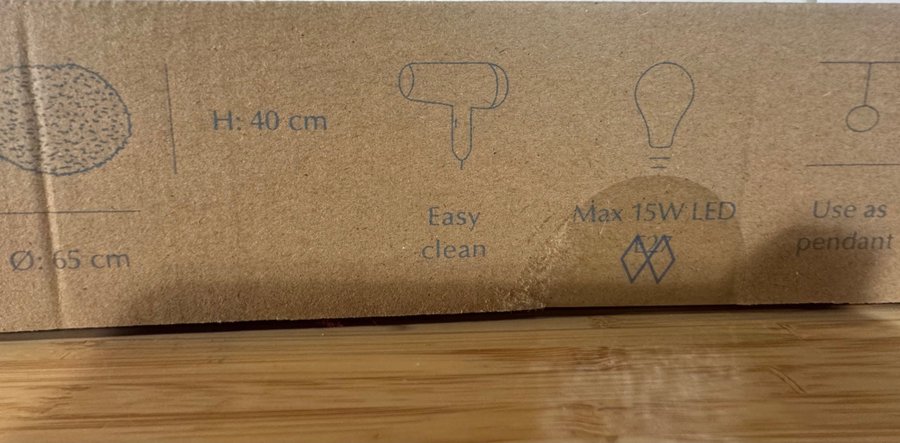 H: 40 cm
Ø: 65 cm
Easy
clean
Max 15W LED
Use as
pendant